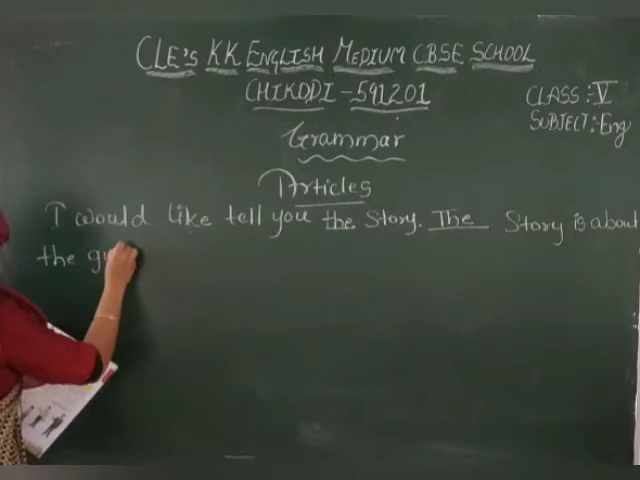 CLE's KK ENGLISH MEDIUM CBSE SCHOOL
CHIKODI - 591201
CLASS :- V
SUBJECT:- Eng
Grammar
Articles
I would like tell you the Story. The Story is about
the